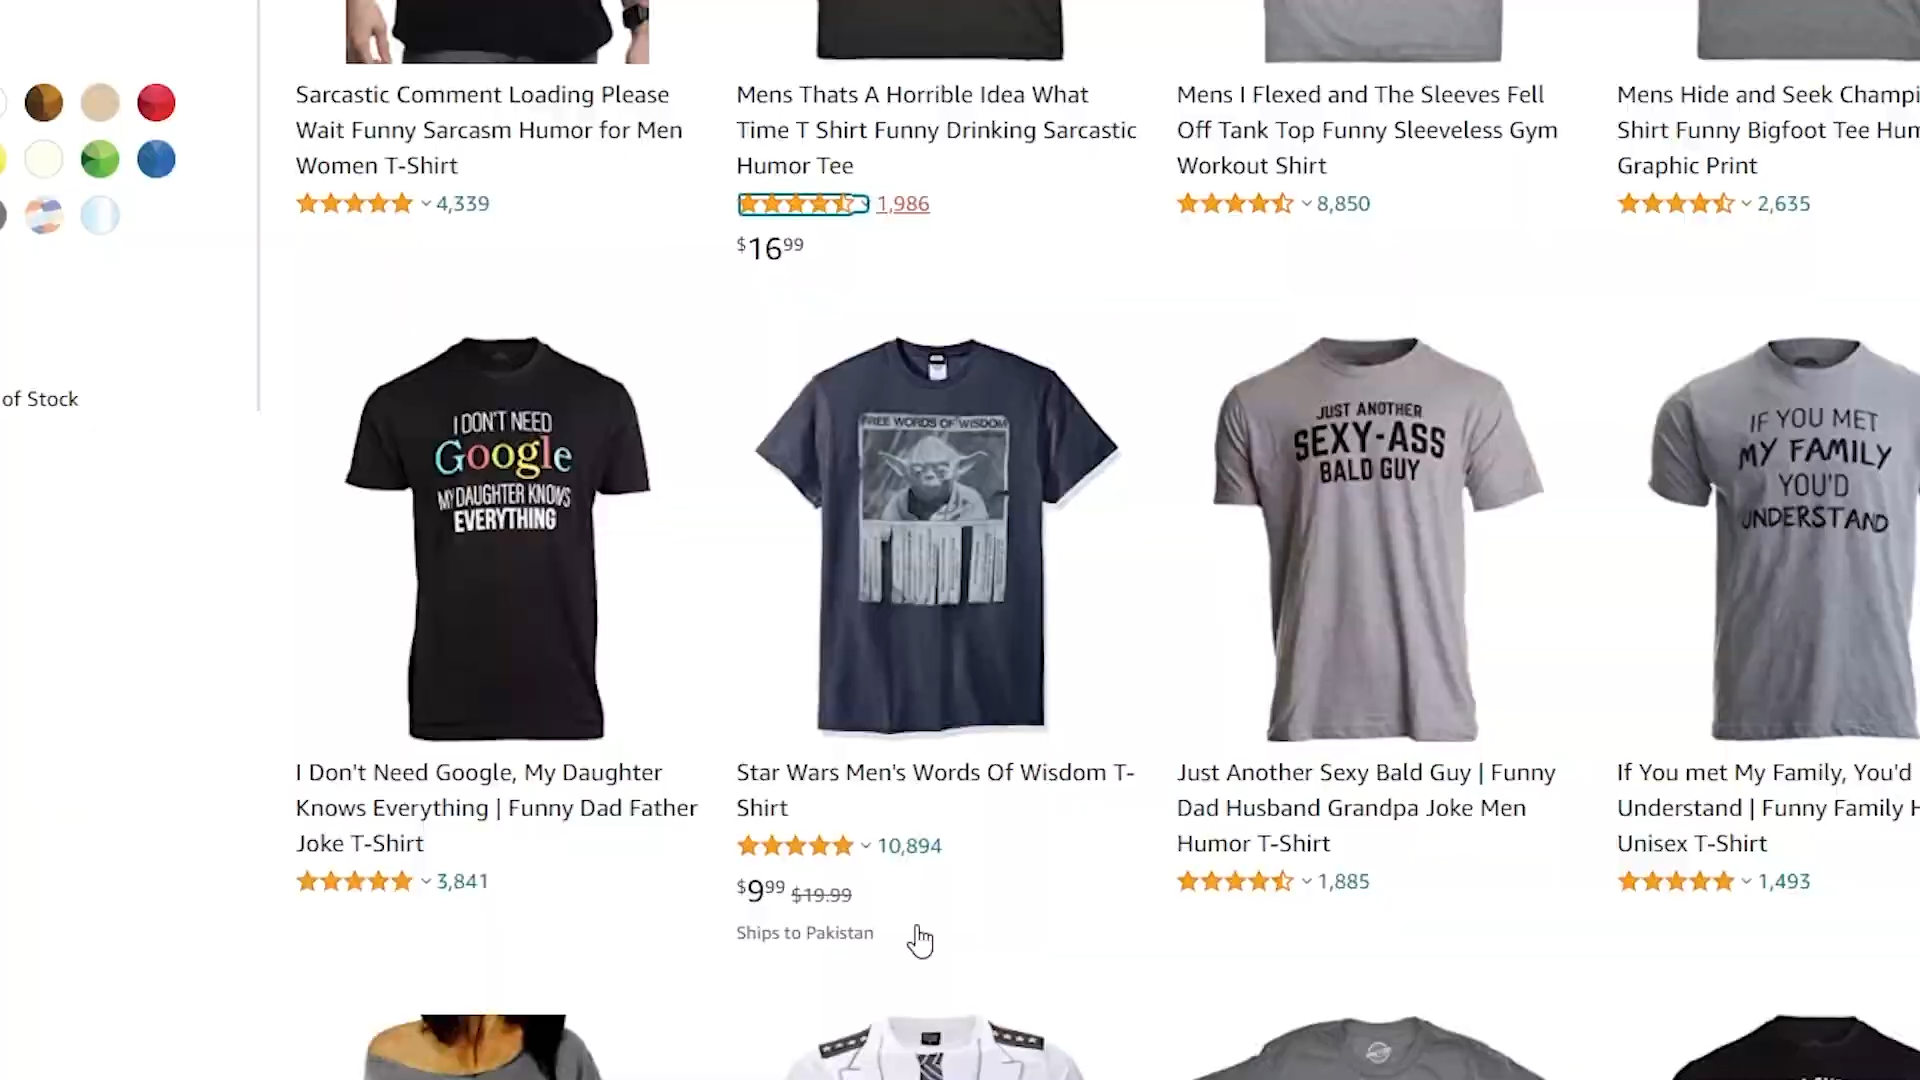 Sarcastic Comment Loading Please
Wait Funny Sarcasm Humor for Men
Women T-Shirt
4,339
Mens Thats A Horrible Idea What
Time T Shirt Funny Drinking Sarcastic
Humor Tee
1,986
$16 99
Mens I Flexed and The Sleeves Fell
Off Tank Top Funny Sleeveless Gym
Workout Shirt
8,850
Mens Hide and Seek Champi
Shirt Funny Bigfoot Tee Hum
Graphic Print
2,635
of Stock
I DON'T NEED
Google
MY DAUGHTER KNOWS
EVERYTHING
FREE WORDS OF WISDOM
JUST ANOTHER
SEXY-ASS
BALD GUY
IF YOU MET
MY FAMILY
YOU'D
UNDERSTAND
I Don't Need Google, My Daughter
Knows Everything | Funny Dad Father
Joke T-Shirt
3,841
Star Wars Men's Words Of Wisdom T-
Shirt
10,894
$9 99 $19.99
Ships to Pakistan
Just Another Sexy Bald Guy | Funny
Dad Husband Grandpa Joke Men
Humor T-Shirt
1,885
If You met My Family, You'd
Understand | Funny Family H
Unisex T-Shirt
1,493